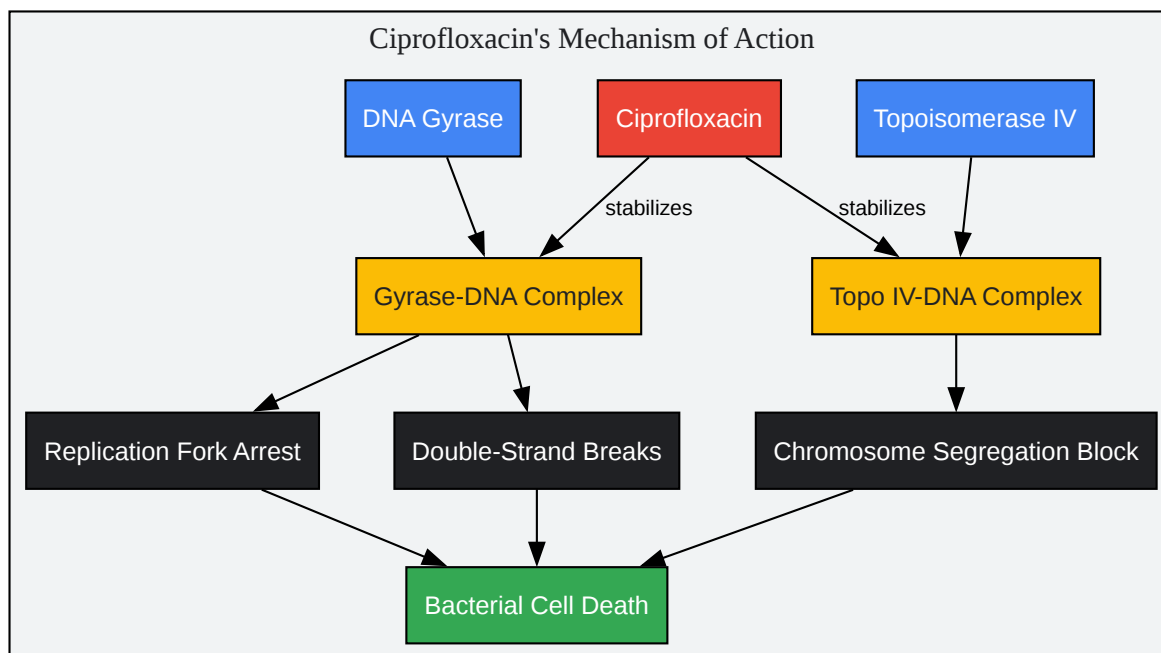 Ciprofloxacin's Mechanism of Action
DNA Gyrase
Ciprofloxacin
Topoisomerase IV
stabilizes
stabilizes
Gyrase-DNA Complex
Topo IV-DNA Complex
Replication Fork Arrest
Double-Strand Breaks
Chromosome Segregation Block
Bacterial Cell Death